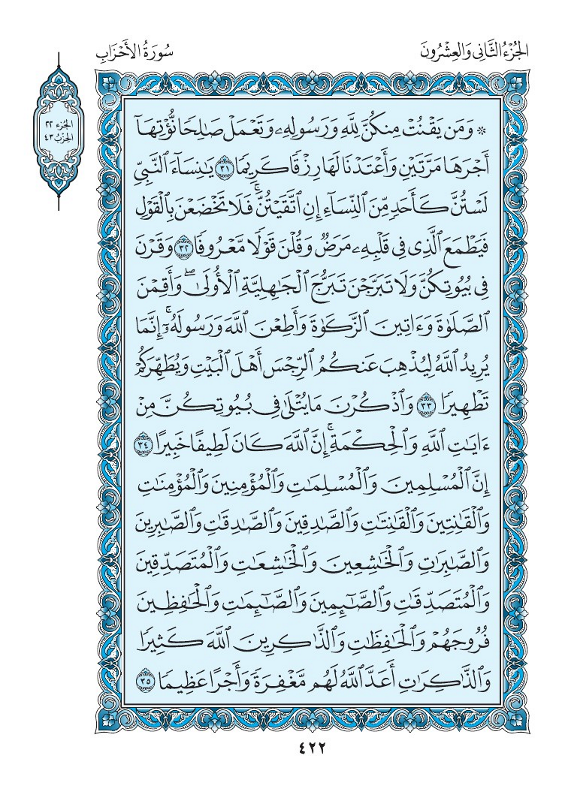 الجُزْءُ الثَّانِي وَالعِشْرُونَ
سُورَةُ الأَحْزَابِ
الجزء ٢٢
الحزب ٤٣
۞ وَمَن يَقْنُتْ مِنكُنَّ لِلَّهِ وَرَسُولِهِۦ وَتَعْمَلْ صَٰلِحًا نُّؤْتِهَآ
أَجْرَهَا مَرَّتَيْنِ وَأَعْتَدْنَا لَهَا رِزْقًا كَرِيمًا ٣١ يَٰنِسَآءَ ٱلنَّبِيِّ
لَسْتُنَّ كَأَحَدٍ مِّنَ ٱلنِّسَآءِ إِنِ ٱتَّقَيْتُنَّۚ فَلَا تَخْضَعْنَ بِٱلْقَوْلِ
فَيَطْمَعَ ٱلَّذِى فِى قَلْبِهِۦ مَرَضٌ وَقُلْنَ قَوْلًا مَّعْرُوفًا ٣٢ وَقَرْنَ
فِى بُيُوتِكُنَّ وَلَا تَبَرَّجْنَ تَبَرُّجَ ٱلْجَٰهِلِيَّةِ ٱلْأُولَىٰۖ وَأَقِمْنَ
ٱلصَّلَوٰةَ وَءَاتِينَ ٱلزَّكَوٰةَ وَأَطِعْنَ ٱللَّهَ وَرَسُولَهُۥٓۚ إِنَّمَا
يُرِيدُ ٱللَّهُ لِيُذْهِبَ عَنكُمُ ٱلرِّجْسَ أَهْلَ ٱلْبَيْتِ وَيُطَهِّرَكُمْ
تَطْهِيرًا ٣٣ وَٱذْكُرْنَ مَا يُتْلَىٰ فِى بُيُوتِكُنَّ مِنْ
ءَايَٰتِ ٱللَّهِ وَٱلْحِكْمَةِۚ إِنَّ ٱللَّهَ كَانَ لَطِيفًا خَبِيرًا ٣٤
إِنَّ ٱلْمُسْلِمِينَ وَٱلْمُسْلِمَٰتِ وَٱلْمُؤْمِنِينَ وَٱلْمُؤْمِنَٰتِ
وَٱلْقَٰنِتِينَ وَٱلْقَٰنِتَٰتِ وَٱلصَّٰدِقِينَ وَٱلصَّٰدِقَٰتِ وَٱلصَّٰبِرِينَ
وَٱلصَّٰبِرَٰتِ وَٱلْخَٰشِعِينَ وَٱلْخَٰشِعَٰتِ وَٱلْمُتَصَدِّقِينَ
وَٱلْمُتَصَدِّقَٰتِ وَٱلصَّٰٓئِمِينَ وَٱلصَّٰٓئِمَٰتِ وَٱلْحَٰفِظِينَ
فُرُوجَهُمْ وَٱلْحَٰفِظَٰتِ وَٱلذَّٰكِرِينَ ٱللَّهَ كَثِيرًا
وَٱلذَّٰكِرَٰتِ أَعَدَّ ٱللَّهُ لَهُم مَّغْفِرَةً وَأَجْرًا عَظِيمًا ٣٥
٤٢٢